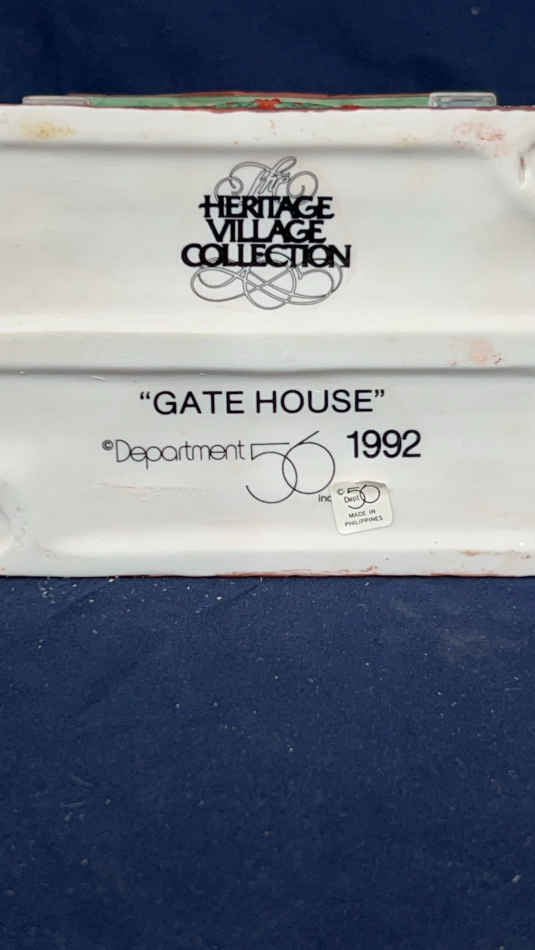 The
HERITAGE
VILLAGE
COLLECTION
“GATE HOUSE”
©Department 56 1992
inc
© 56
Dept
MADE IN
PHILIPPINES